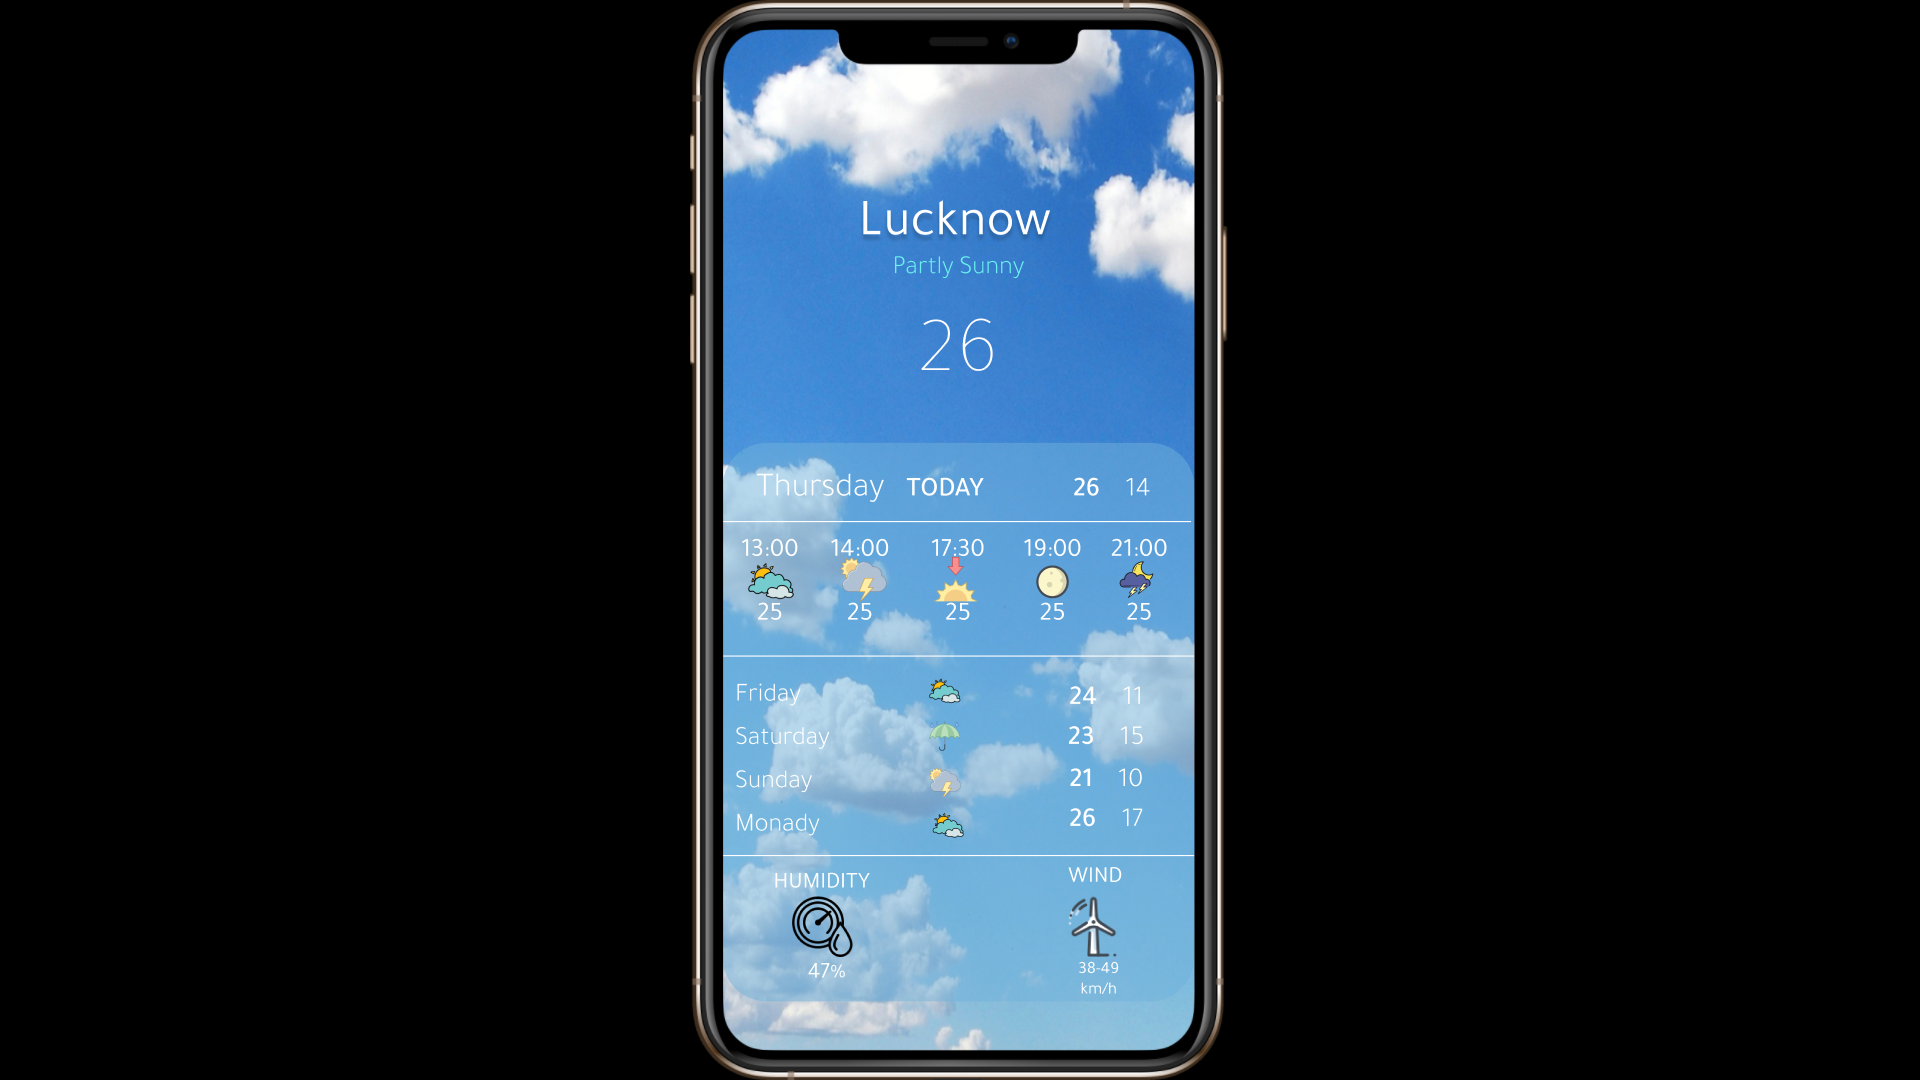 Lucknow
Partly Sunny
26
Thursday TODAY 26 14
13:00 14:00 17:30 19:00 21:00
25 25 25 25 25
Friday 24 11
Saturday 23 15
Sunday 21 10
Monady 26 17
HUMIDITY WIND
47% 38-49
km/h